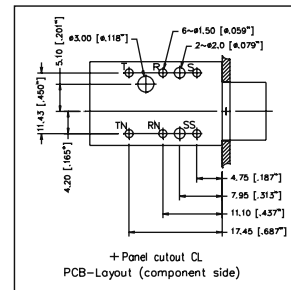 ø3.00 [ø.118"]
6-ø1.50 [ø.059"]
2-ø2.0 [ø.079"]
5.10 [.201"]
11.43 [.450"]
4.20 [.165"]
T R S
TN RN SS
4.75 [.187"]
7.95 [.313"]
11.10 [.437"]
17.45 [.687"]
+ Panel cutout CL
PCB-Layout (component side)